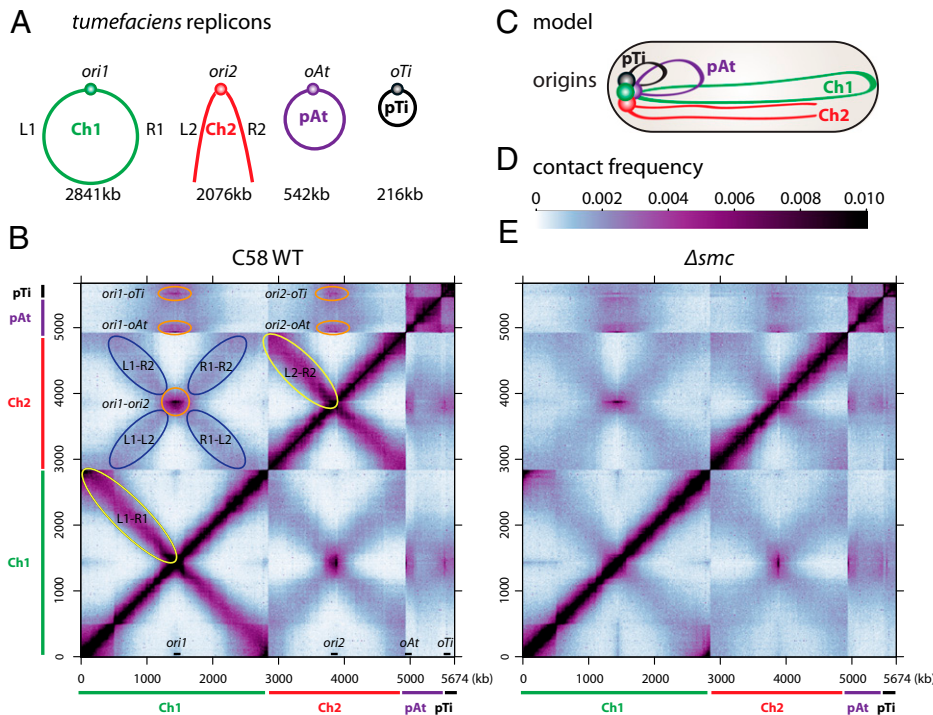 A
tumefaciens replicons
ori1
ori2
oAt
oTi
L1
Ch1
R1
L2
Ch2
R2
pAt
pTi
2841kb
2076kb
542kb
216kb
C
model
origins
pTi
pAt
Ch1
Ch2
D
contact frequency
0
0.002
0.004
0.006
0.008
0.010
B
C58 WT
pTi
pAt
Ch2
Ch1
5000
4000
3000
2000
1000
0
ori1-oTi
ori2-oTi
ori1-oAt
ori2-oAt
L1-R2
R1-R2
L2-R2
ori1-ori2
L1-L2
R1-L2
L1-R1
ori1
ori2
oAt
oTi
0
1000
2000
3000
4000
5000
5674 (kb)
Ch1
Ch2
pAt
pTi
E
Δsmc
5000
4000
3000
2000
1000
0
0
1000
2000
3000
4000
5000
5674 (kb)
Ch1
Ch2
pAt
pTi